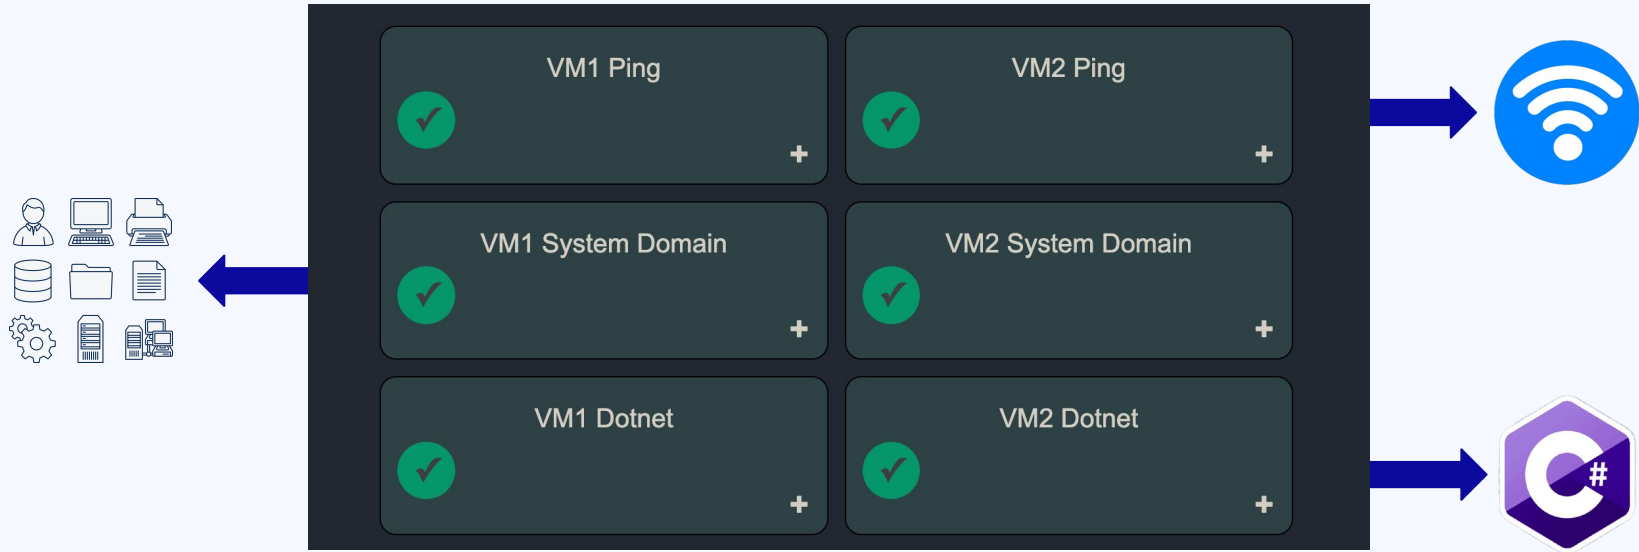 VM1 Ping
VM2 Ping
VM1 System Domain
VM2 System Domain
VM1 Dotnet
VM2 Dotnet
C#